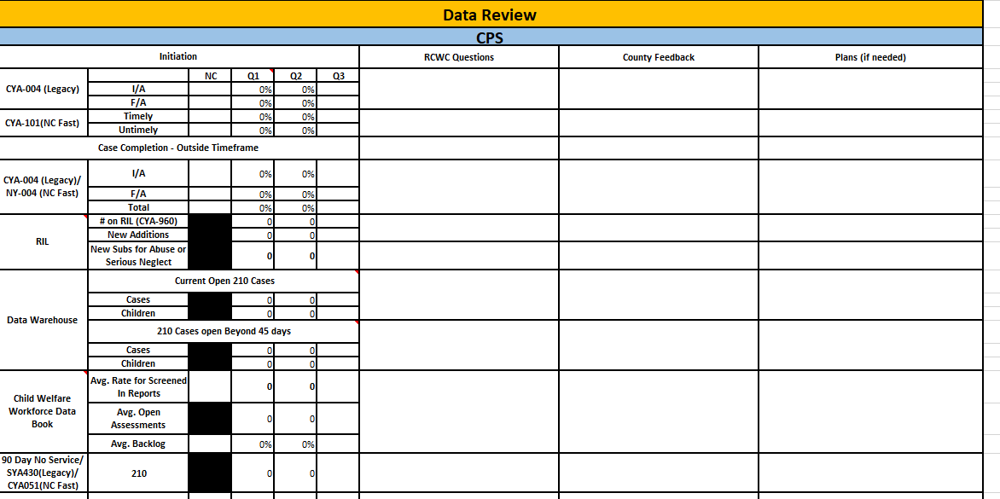 Data Review
CPS
Initiation RCWC Questions County Feedback Plans (if needed)
NC Q1 Q2 Q3
CYA-004 (Legacy)
I/A 0% 0%
F/A 0% 0%
CYA-101(NC Fast)
Timely 0% 0%
Untimely 0% 0%
Case Completion - Outside Timeframe
CYA-004 (Legacy)/
NY-004 (NC Fast)
I/A 0% 0%
F/A 0% 0%
Total 0% 0%
RIL
# on RIL (CYA-960) 0 0
New Additions 0 0
New Subs for Abuse or
Serious Neglect 0 0
Data Warehouse
Current Open 210 Cases
Cases 0 0
Children 0 0
210 Cases open Beyond 45 days
Cases 0 0
Children 0 0
Child Welfare
Workforce Data
Book
Avg. Rate for Screened
In Reports 0 0
Avg. Open
Assessments 0 0
Avg. Backlog 0% 0%
90 Day No Service/
SYA430(Legacy)/
CYA051(NC Fast)
210 0 0